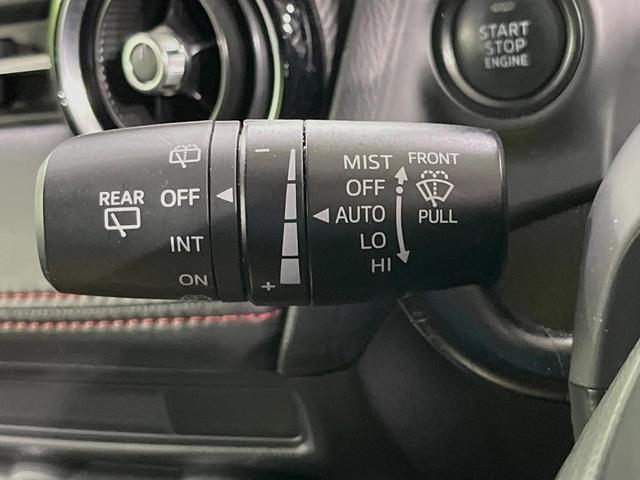 START
STOP
ENGINE
REAR
OFF
INT
ON
−
+
MIST
OFF
AUTO
LO
HI
FRONT
PULL